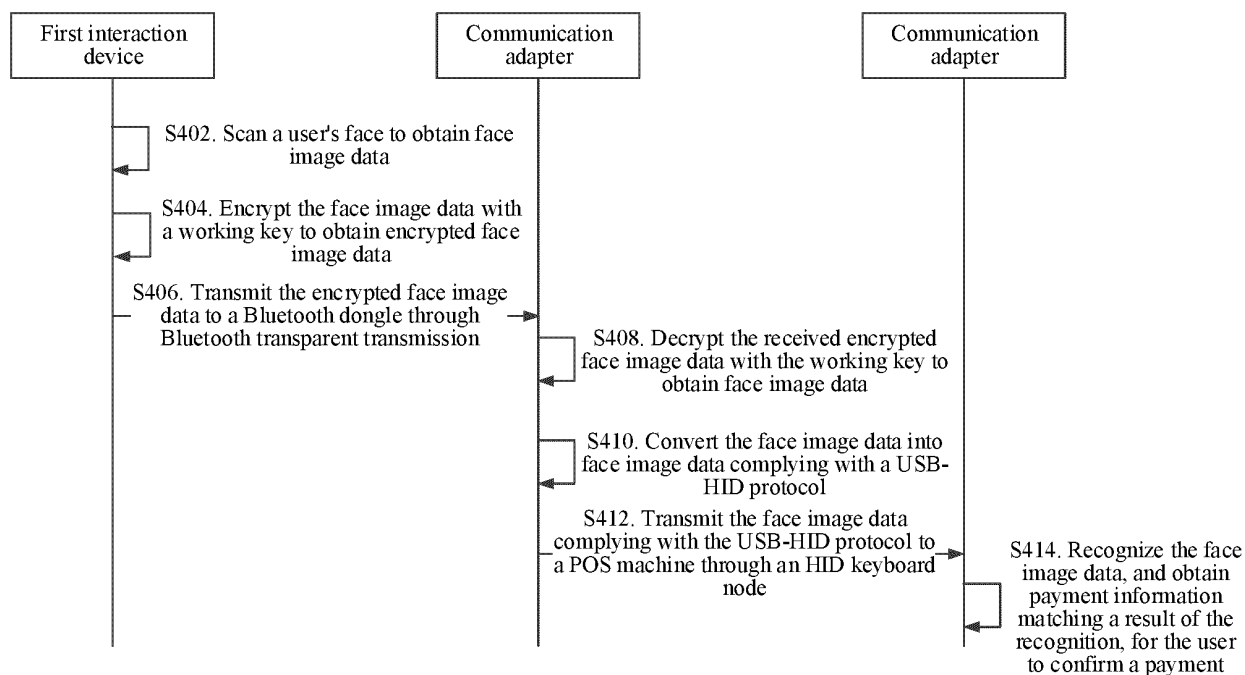 First interaction
device
Communication
adapter
Communication
adapter
S402. Scan a user's face to obtain face
image data
S404. Encrypt the face image data with
a working key to obtain encrypted face
image data
S406. Transmit the encrypted face image
data to a Bluetooth dongle through
Bluetooth transparent transmission
S408. Decrypt the received encrypted
face image data with the working key to
obtain face image data
S410. Convert the face image data into
face image data complying with a USB-
HID protocol
S412. Transmit the face image data
complying with the USB-HID protocol to
a POS machine through an HID keyboard
node
S414. Recognize the face
image data, and obtain
payment information
matching a result of the
recognition, for the user
to confirm a payment